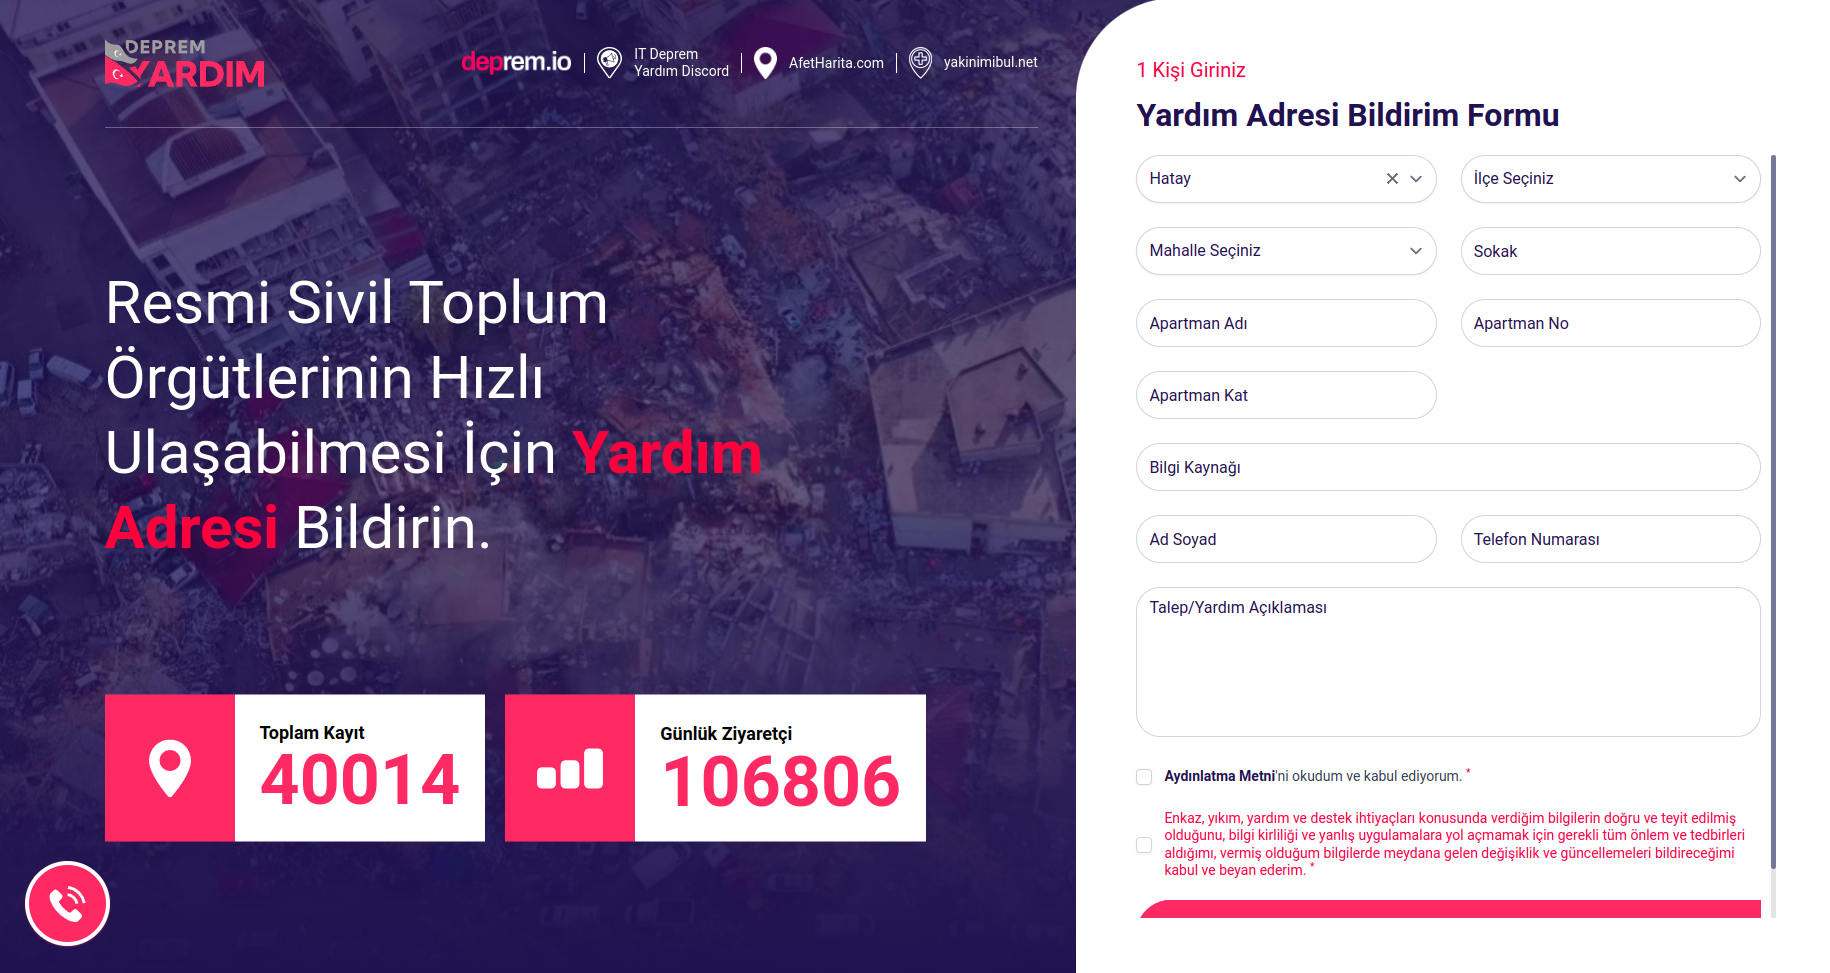 DEPREM
YARDIM
deprem.io
IT Deprem
Yardım Discord
AfetHarita.com
yakinimibul.net
Resmi Sivil Toplum
Örgütlerinin Hızlı
Ulaşabilmesi İçin Yardım
Adresi Bildirin.
Toplam Kayıt
40014
Günlük Ziyaretçi
106806
1 Kişi Giriniz
Yardım Adresi Bildirim Formu
Hatay
İlçe Seçiniz
Mahalle Seçiniz
Sokak
Apartman Adı
Apartman No
Apartman Kat
Bilgi Kaynağı
Ad Soyad
Telefon Numarası
Talep/Yardım Açıklaması
Aydınlatma Metni'ni okudum ve kabul ediyorum. *
Enkaz, yıkım, yardım ve destek ihtiyaçları konusunda verdiğim bilgilerin doğru ve teyit edilmiş
olduğunu, bilgi kirliliği ve yanlış uygulamalara yol açmamak için gerekli tüm önlem ve tedbirleri
aldığımı, vermiş olduğum bilgilerde meydana gelen değişiklik ve güncellemeleri bildireceğimi
kabul ve beyan ederim. *